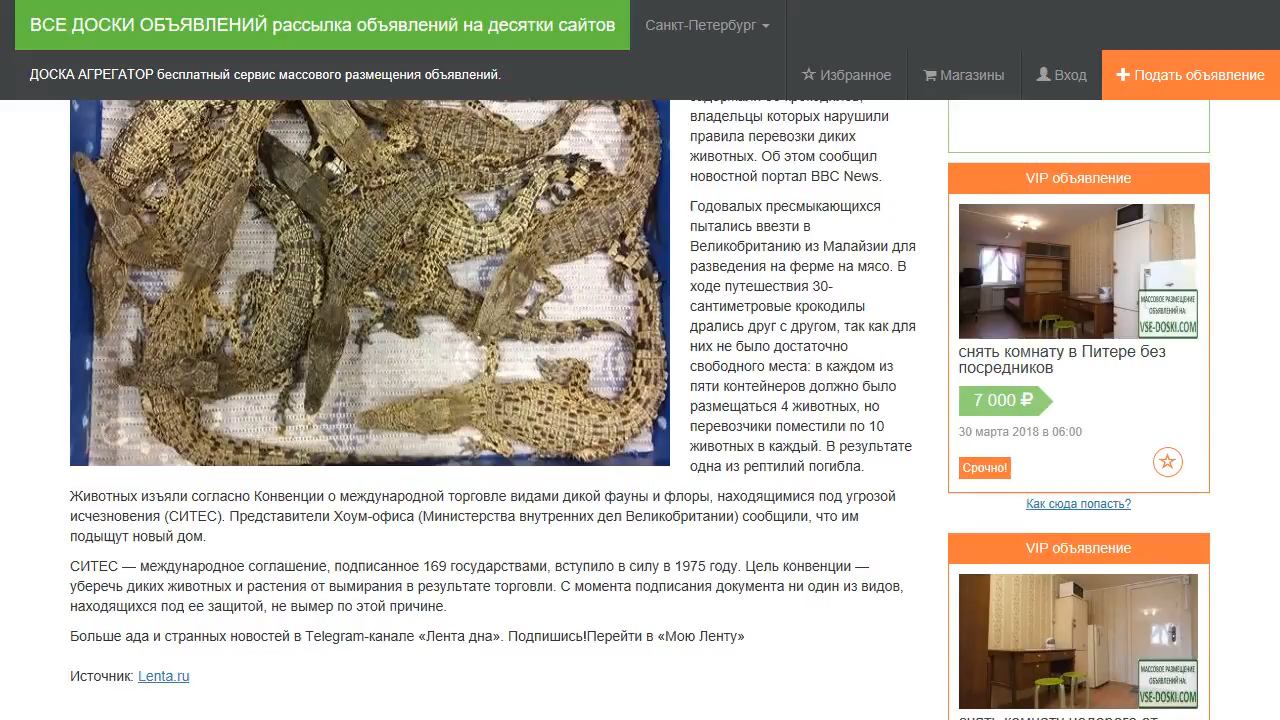 ВСЕ ДОСКИ ОБЪЯВЛЕНИЙ рассылка объявлений на десятки сайтов
Санкт-Петербург
ДОСКА АГРЕГАТОР бесплатный сервис массового размещения объявлений.
Избранное
Магазины
Вход
Подать объявление
владельцы которых нарушили
правила перевозки диких
животных. Об этом сообщил
новостной портал BBC News.
Годовалых пресмыкающихся
пытались ввезти в
Великобританию из Малайзии для
разведения на ферме на мясо. В
ходе путешествия 30-
сантиметровые крокодилы
дрались друг с другом, так как для
них не было достаточно
свободного места: в каждом из
пяти контейнеров должно было
размещаться 4 животных, но
перевозчики поместили по 10
животных в каждый. В результате
одна из рептилий погибла.
Животных изъяли согласно Конвенции о международной торговле видами дикой фауны и флоры, находящимися под угрозой
исчезновения (СИТЕС). Представители Хоум-офиса (Министерства внутренних дел Великобритании) сообщили, что им
подыщут новый дом.
СИТЕС — международное соглашение, подписанное 169 государствами, вступило в силу в 1975 году. Цель конвенции —
уберечь диких животных и растения от вымирания в результате торговли. С момента подписания документа ни один из видов,
находящихся под ее защитой, не вымер по этой причине.
Больше ада и странных новостей в Telegram-канале «Лента дна». Подпишись!Перейти в «Мою Ленту»
Источник: Lenta.ru
VIP объявление
МАССОВОЕ РАЗМЕЩЕНИЕ
ОБЪЯВЛЕНИЙ НА:
VSE-DOSKI.COM
снять комнату в Питере без
посредников
7 000 ₽
30 марта 2018 в 06:00
Срочно!
Как сюда попасть?
VIP объявление
МАССОВОЕ РАЗМЕЩЕНИЕ
ОБЪЯВЛЕНИЙ НА:
VSE-DOSKI.COM